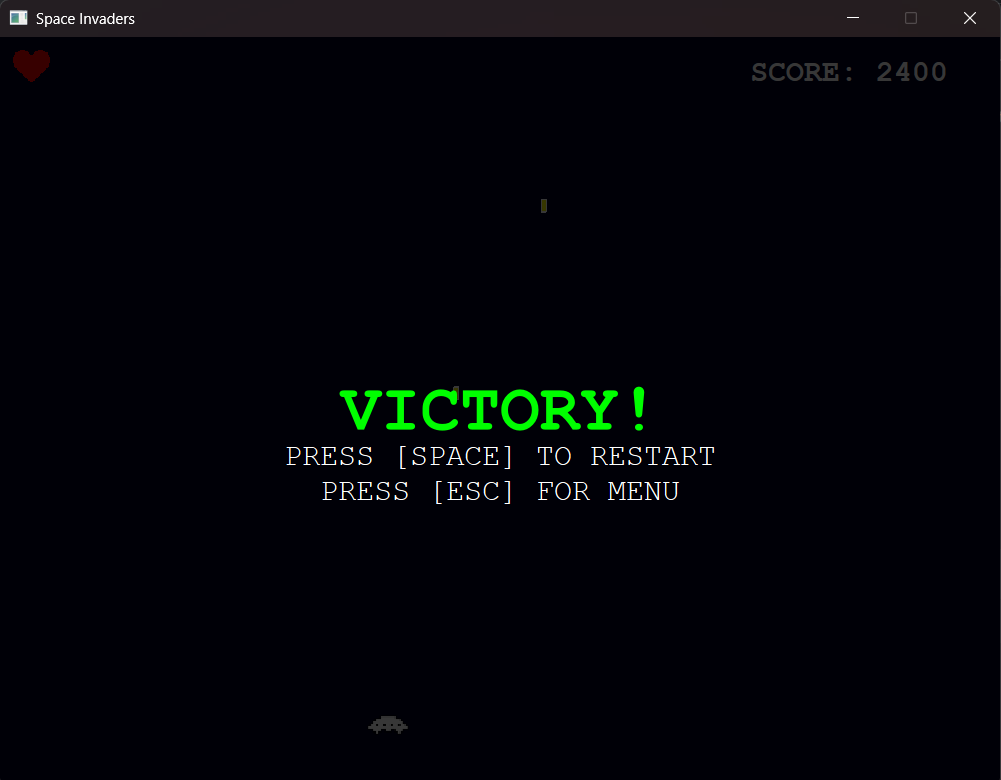 Space Invaders
SCORE: 2400
VICTORY!
PRESS [SPACE] TO RESTART
PRESS [ESC] FOR MENU